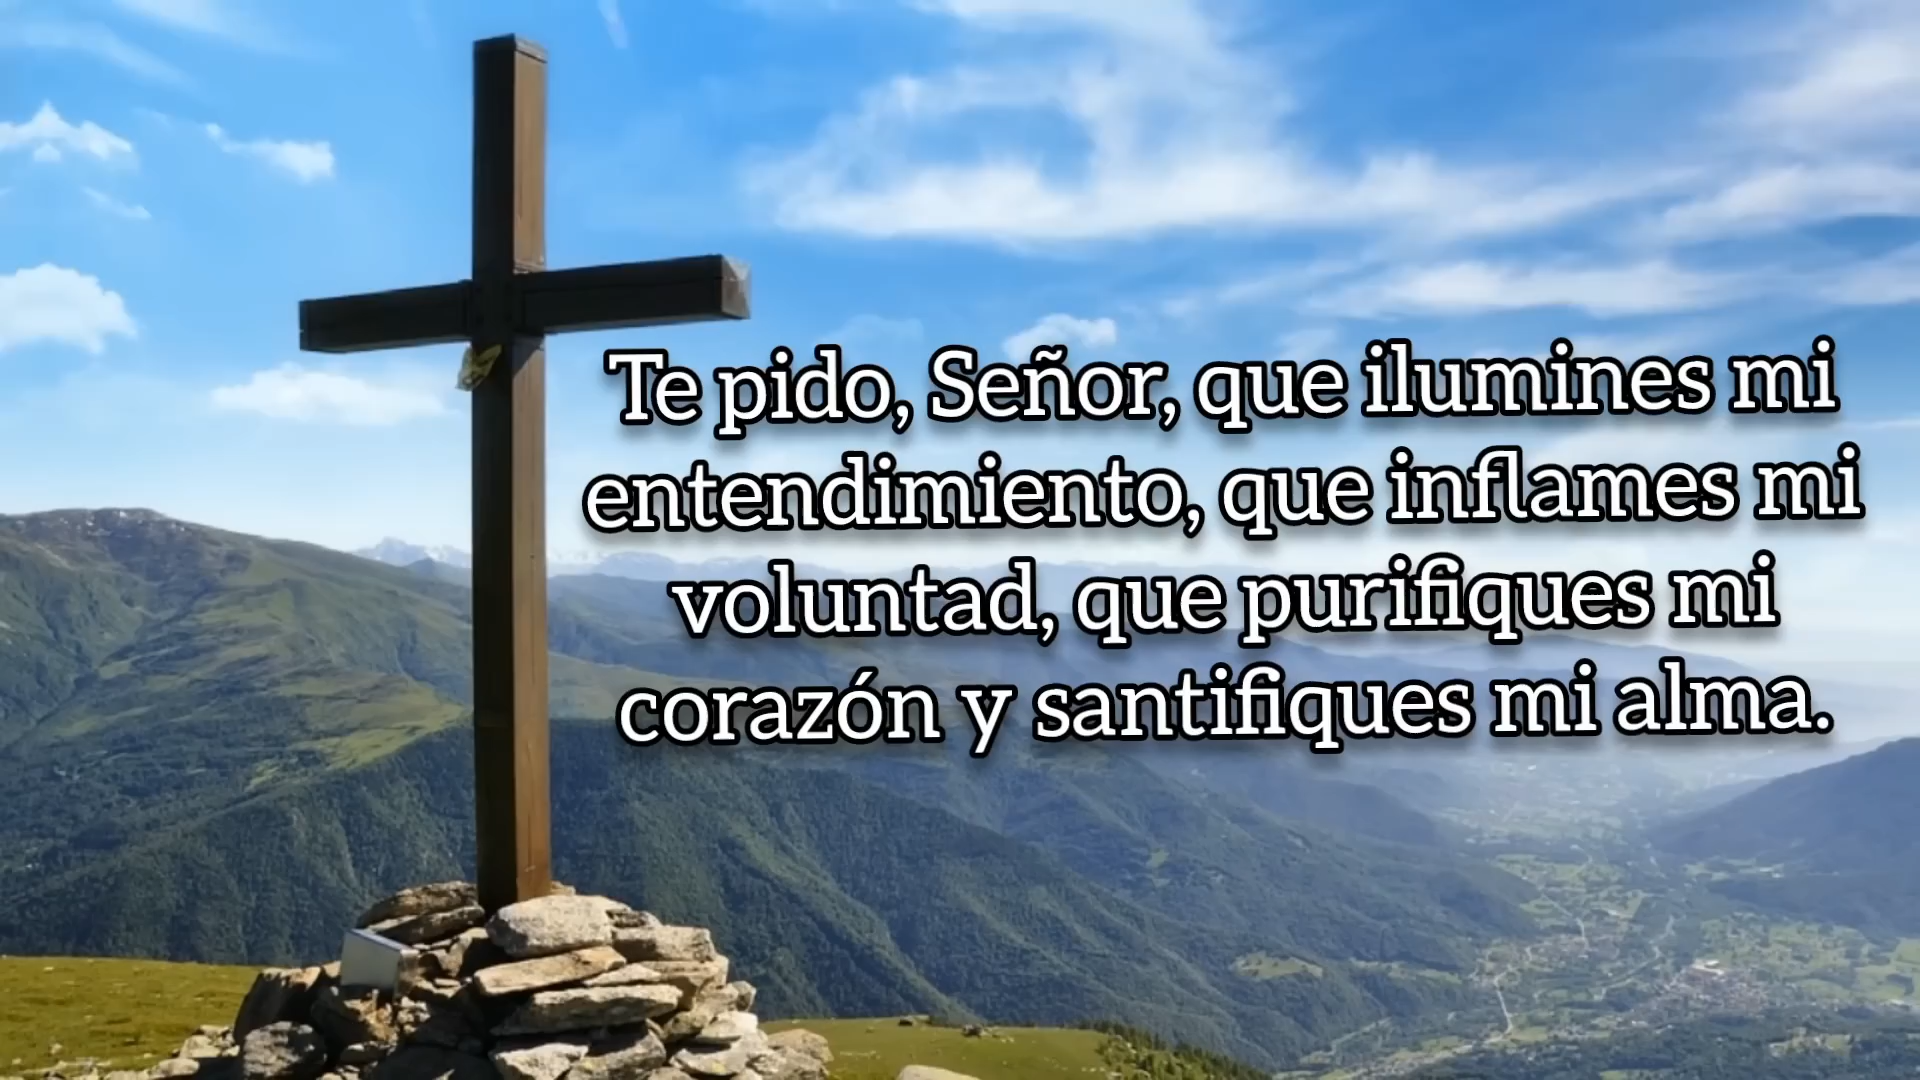 Te pido, Señor, que ilumines mi
entendimiento, que inflames mi
voluntad, que purifiques mi
corazón y santifiques mi alma.